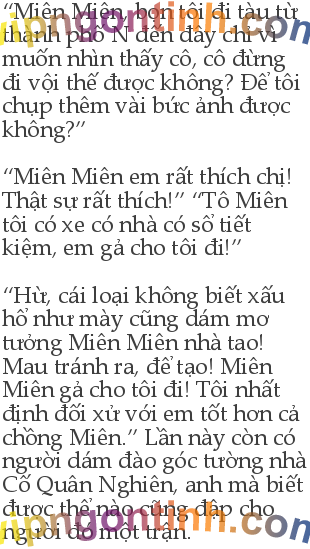 “Miên Miên, bọn tôi đi tàu từ
thành phố N đến đây chỉ vì
muốn nhìn thấy cô, cô đừng
đi vội thế được không? Để tôi
chụp thêm vài bức ảnh được
không?”
“Miên Miên em rất thích chị!
Thật sự rất thích!” “Tô Miên
tôi có xe có nhà có sổ tiết
kiệm, em gả cho tôi đi!”
“Hừ, cái loại không biết xấu
hổ như mày cũng dám mơ
tưởng Miên Miên nhà tao!
Mau tránh ra, để tạo! Miên
Miên gả cho tôi đi! Tôi nhất
định đối xử với em tốt hơn cả
chồng Miên.” Lần này còn có
người dám đào góc tường nhà
Cố Quân Nghiên, anh mà biết
được thể nào cũng đập cho
người đó một trận.
vipngontinh.com
vipngontinh.com